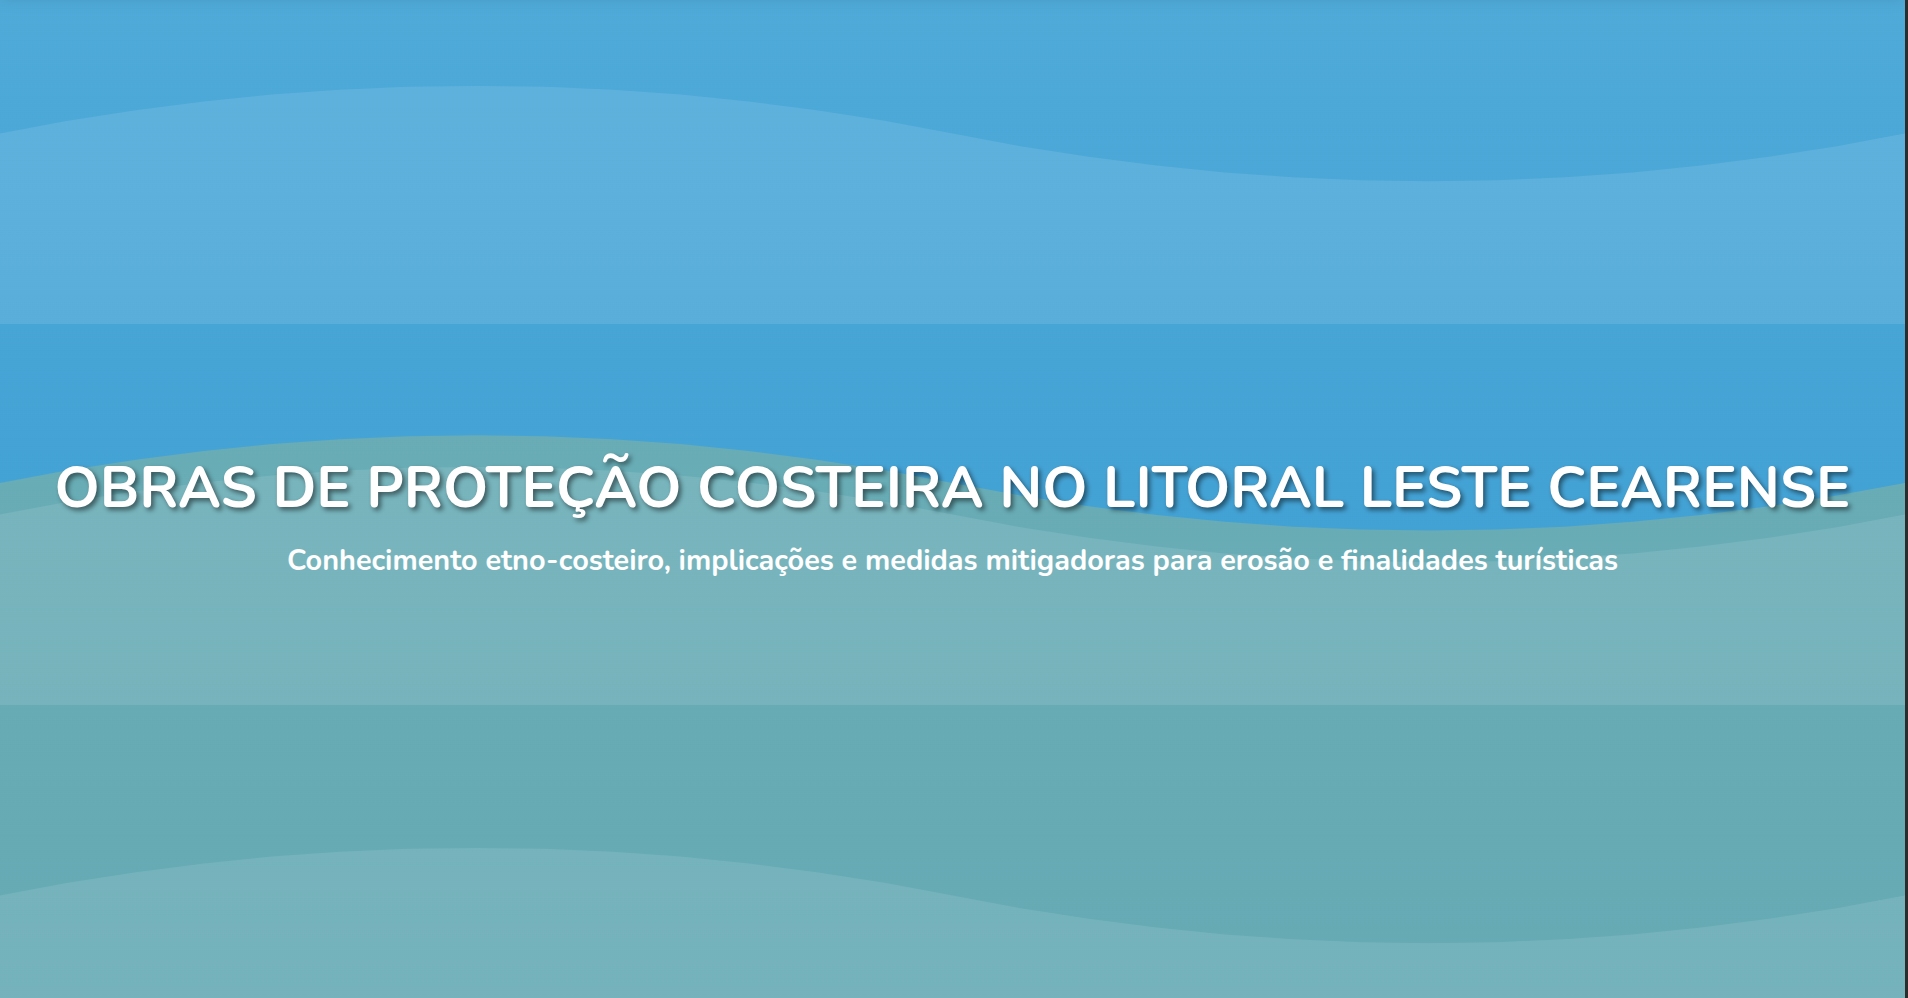 OBRAS DE PROTEÇÃO COSTEIRA NO LITORAL LESTE CEARENSE
Conhecimento etno-costeiro, implicações e medidas mitigadoras para erosão e finalidades turísticas